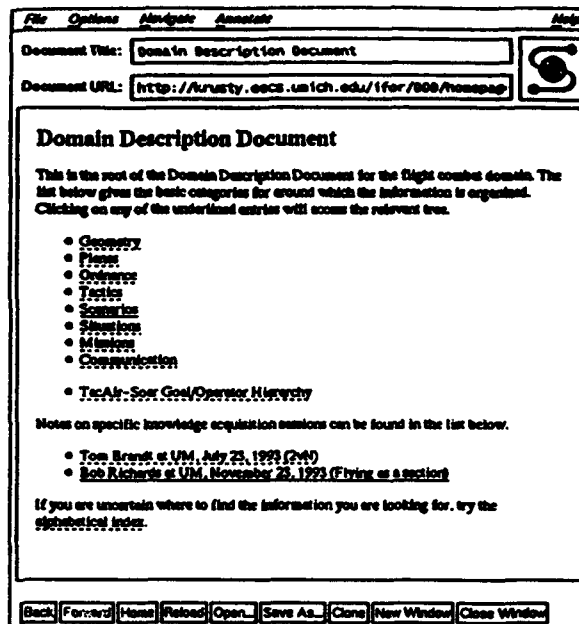 File Options Navigate Annotate Help
Document Title: Domain Description Document
Document URL: http://krusty.eecs.umich.edu/ifor/000/homepag
Domain Description Document
This is the root of the Domain Description Document for the flight combat domain. The
list below gives the basic categories for around which the information is organized.
Clicking on any of the underlined entries will access the relevant tree.
Geometry
Planes
Ordinance
Tactics
Scenarios
Situations
Missions
Communication
TacAir-Soar Goal/Operator Hierarchy
Notes on specific knowledge acquisition sessions can be found in the list below.
Tom Brandt at UM, July 23, 1993 (2vN)
Bob Richards at UM, November 23, 1993 (Flying as a section)
If you are uncertain where to find the information you are looking for, try the
alphabetical index.
Back Forward Home Reload Open... Save As... Clone New Window Close Window